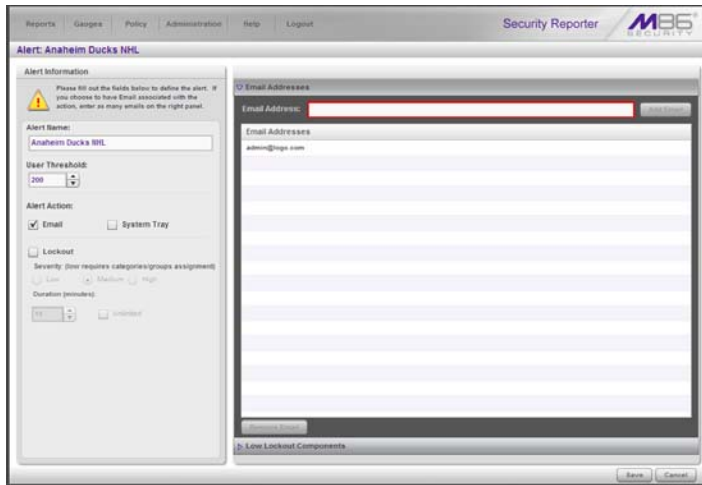 Reports Gauges Policy Administration Help Logout
Security Reporter
M86
SECURITY
Alert: Anaheim Ducks NHL
Alert Information
Please fill out the fields below to define the alert. If
you choose to have Email associated with the
action, enter as many emails on the right panel.
Alert Name:
Anaheim Ducks NHL
User Threshold:
200
Alert Action:
Email System Tray
Lockout
Severity: (low requires categories/groups assignment)
Low Medium High
Duration (minutes):
Unlimited
Email Addresses
Email Address: Add Email
Email Addresses
admin@logo.com
Remove Email
Low Lockout Components
Save Cancel